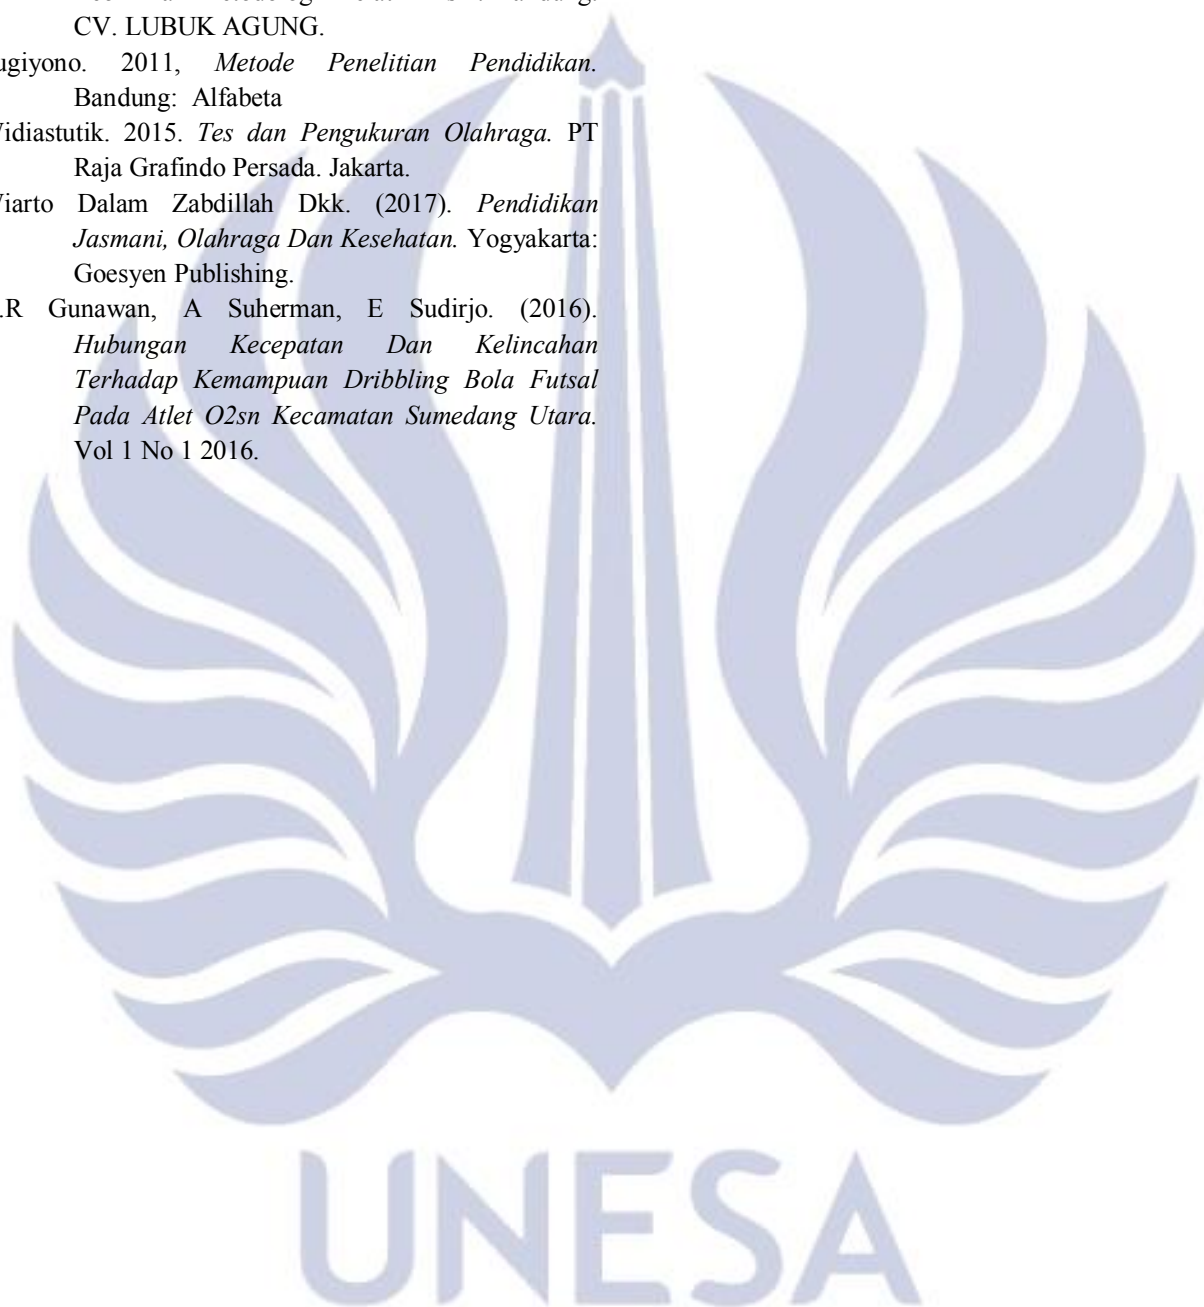 CV. LUBUK AGUNG.
ugiyono. 2011, Metode Penelitian Pendidikan.
Bandung: Alfabeta
idiastutik. 2015. Tes dan Pengukuran Olahraga. PT
Raja Grafindo Persada. Jakarta.
iarto Dalam Zabdillah Dkk. (2017). Pendidikan
Jasmani, Olahraga Dan Kesehatan. Yogyakarta:
Goesyen Publishing.
.R Gunawan, A Suherman, E Sudirjo. (2016).
Hubungan Kecepatan Dan Kelincahan
Terhadap Kemampuan Dribbling Bola Futsal
Pada Atlet O2sn Kecamatan Sumedang Utara.
Vol 1 No 1 2016.
UNESA